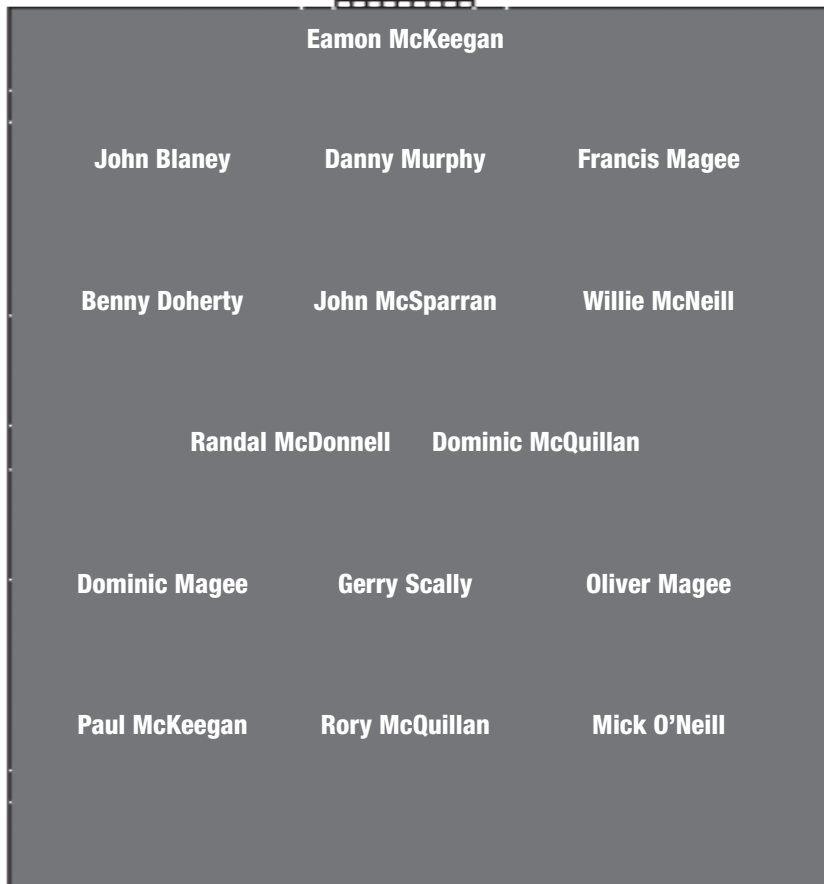 Eamon McKeegan
John Blaney Danny Murphy Francis Magee
Benny Doherty John McSparran Willie McNeill
Randal McDonnell Dominic McQuillan
Dominic Magee Gerry Scally Oliver Magee
Paul McKeegan Rory McQuillan Mick O’Neill